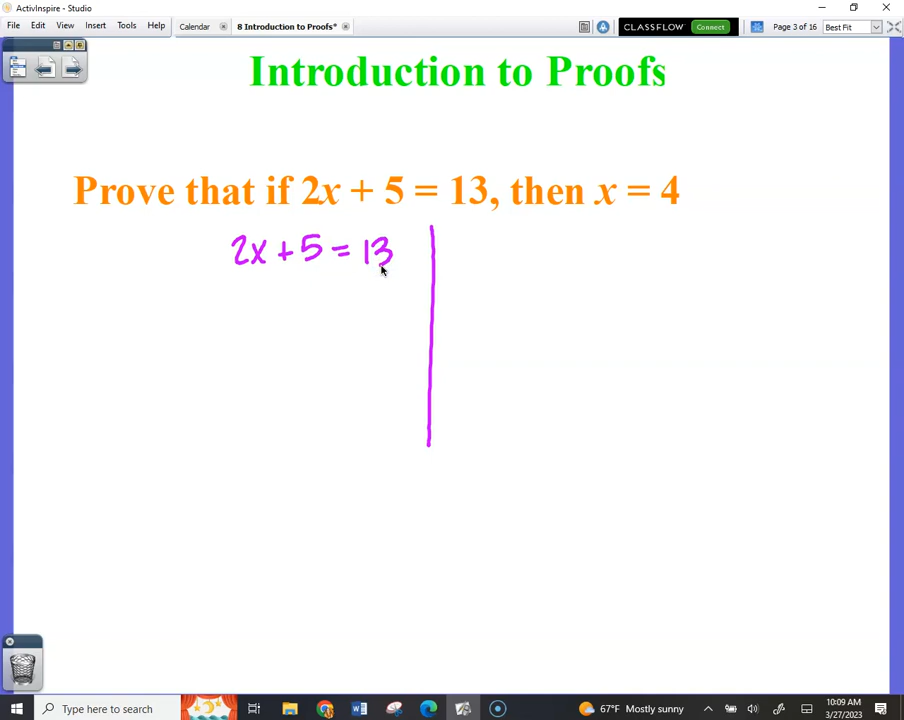 ActivInspire - Studio
File Edit View Insert Tools Help Calendar 8 Introduction to Proofs* CLASSFLOW Connect Page 3 of 16 Best Fit
Introduction to Proofs
Prove that if 2x + 5 = 13, then x = 4
2x + 5 = 13
Type here to search 67°F Mostly sunny 10:09 AM
3/27/2023